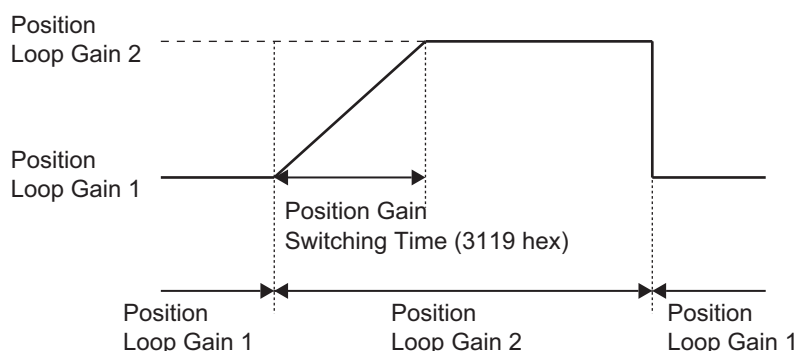 Position
Loop Gain 2
Position
Loop Gain 1
Position Gain
Switching Time (3119 hex)
Position
Loop Gain 1
Position
Loop Gain 2
Position
Loop Gain 1